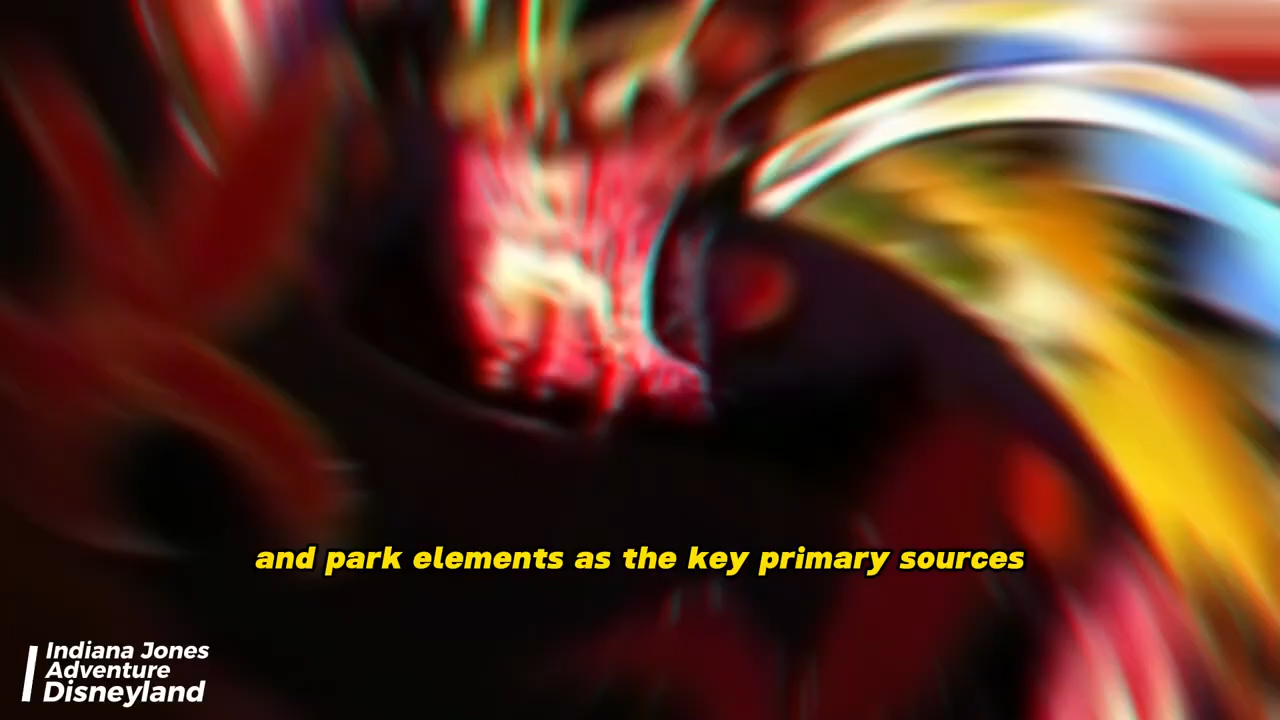 and park elements as the key primary sources
Indiana Jones
Adventure
Disneyland